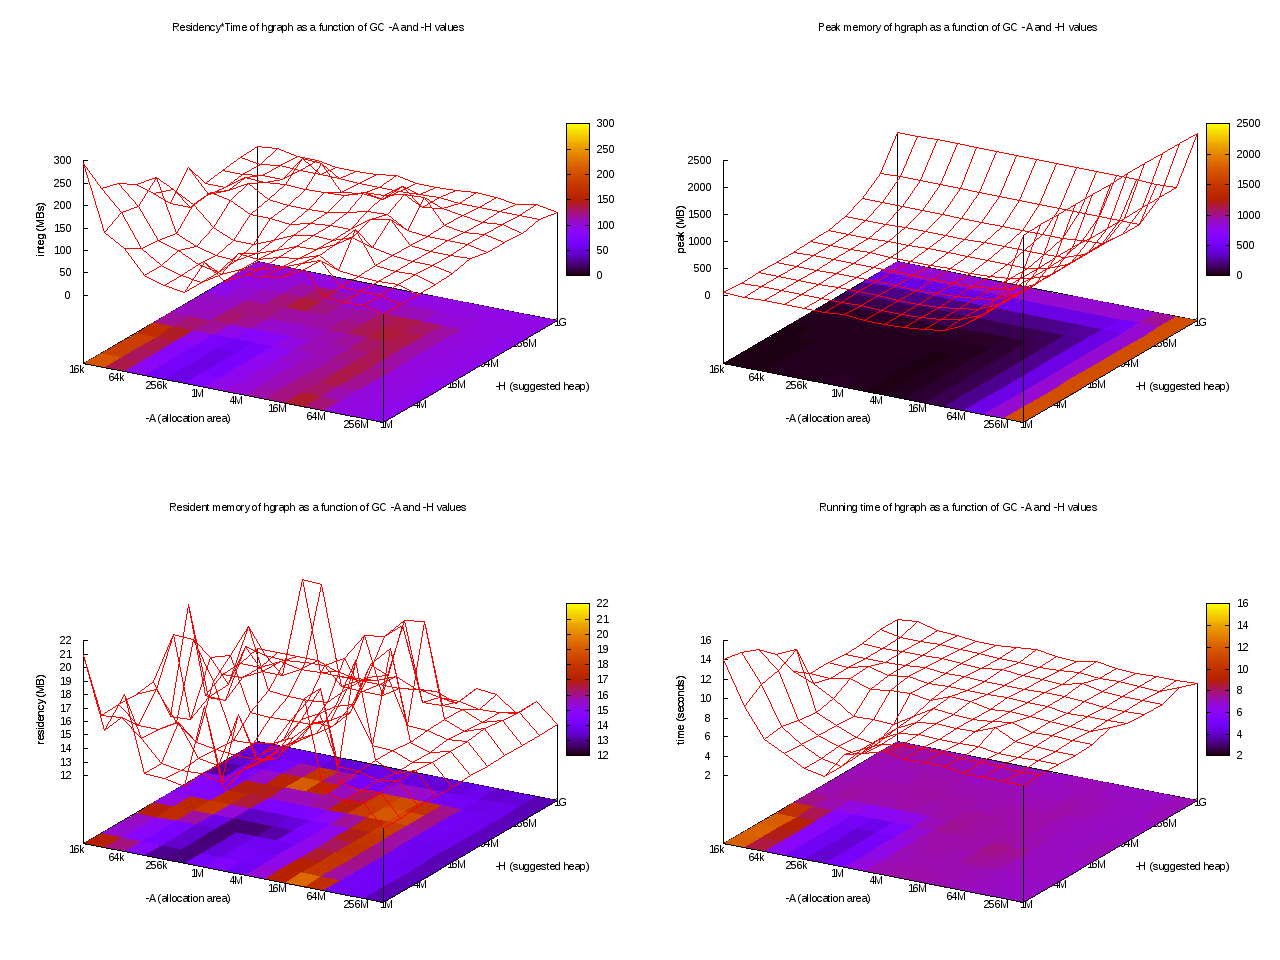 Residency*Time of hgraph as a function of GC -A and -H values
300
250
200
150
100
50
0
integ (MBs)
300
250
200
150
100
50
0
16k
64k
256k
1M
4M
16M
64M
256M
-A (allocation area)
1M
4M
16M
64M
256M
1G
-H (suggested heap)
Peak memory of hgraph as a function of GC -A and -H values
2500
2000
1500
1000
500
0
peak (MB)
2500
2000
1500
1000
500
0
16k
64k
256k
1M
4M
16M
64M
256M
-A (allocation area)
1M
4M
16M
64M
256M
1G
-H (suggested heap)
Resident memory of hgraph as a function of GC -A and -H values
22
21
20
19
18
17
16
15
14
13
12
residency (MB)
22
21
20
19
18
17
16
15
14
13
12
16k
64k
256k
1M
4M
16M
64M
256M
-A (allocation area)
1M
4M
16M
64M
256M
1G
-H (suggested heap)
Running time of hgraph as a function of GC -A and -H values
16
14
12
10
8
6
4
2
time (seconds)
16
14
12
10
8
6
4
2
16k
64k
256k
1M
4M
16M
64M
256M
-A (allocation area)
1M
4M
16M
64M
256M
1G
-H (suggested heap)